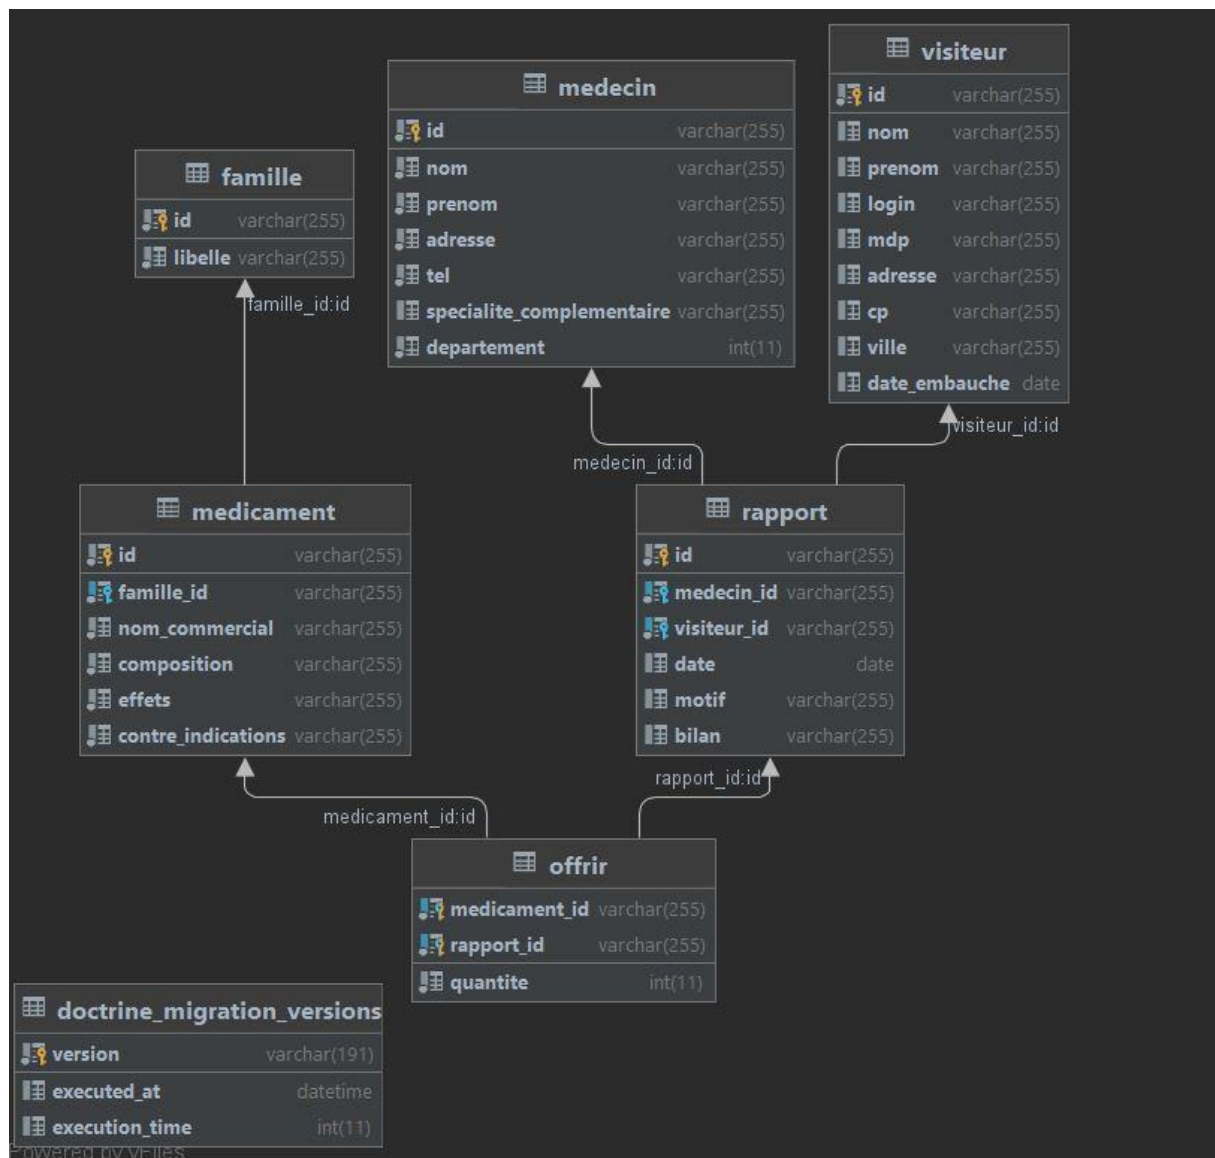 visiteur
id varchar(255)
nom varchar(255)
prenom varchar(255)
login varchar(255)
mdp varchar(255)
adresse varchar(255)
cp varchar(255)
ville varchar(255)
date_embauche date
medecin
id varchar(255)
nom varchar(255)
prenom varchar(255)
adresse varchar(255)
tel varchar(255)
specialite_complementaire varchar(255)
departement int(11)
famille
id varchar(255)
libelle varchar(255)
famille_id:id
visiteur_id:id
medecin_id:id
medicament
id varchar(255)
famille_id varchar(255)
nom_commercial varchar(255)
composition varchar(255)
effets varchar(255)
contre_indications varchar(255)
rapport
id varchar(255)
medecin_id varchar(255)
visiteur_id varchar(255)
date date
motif varchar(255)
bilan varchar(255)
rapport_id:id
medicament_id:id
offrir
medicament_id varchar(255)
rapport_id varchar(255)
quantite int(11)
doctrine_migration_versions
version varchar(191)
executed_at datetime
execution_time int(11)
Powered by yFiles